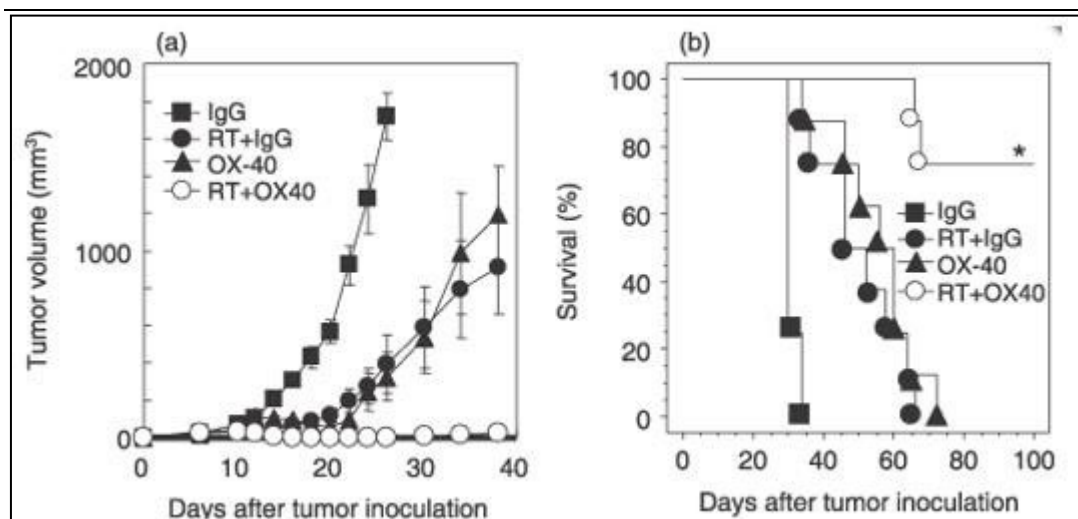 (a)
2000
1000
0
Tumor volume (mm³)
IgG
RT+IgG
OX-40
RT+OX40
0 10 20 30 40
Days after tumor inoculation
(b)
100
80
60
40
20
0
Survival (%)
*
IgG
RT+IgG
OX-40
RT+OX40
0 20 40 60 80 100
Days after tumor inoculation